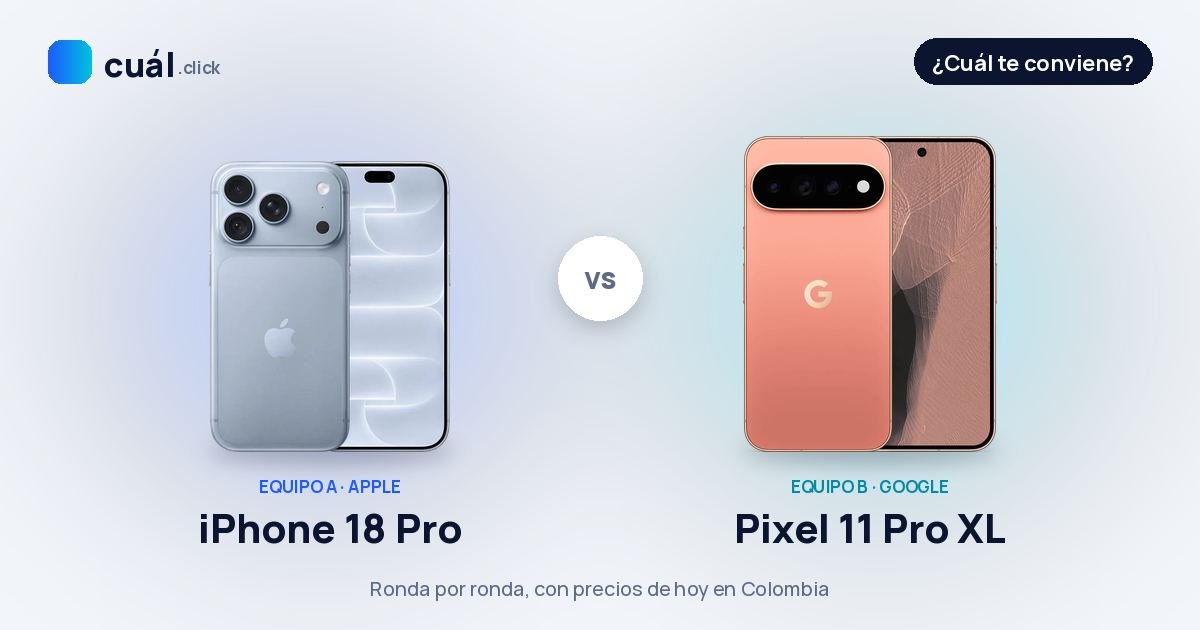 cuál.click
¿Cuál te conviene?
VS
EQUIPO A · APPLE
iPhone 18 Pro
EQUIPO B · GOOGLE
Pixel 11 Pro XL
Ronda por ronda, con precios de hoy en Colombia